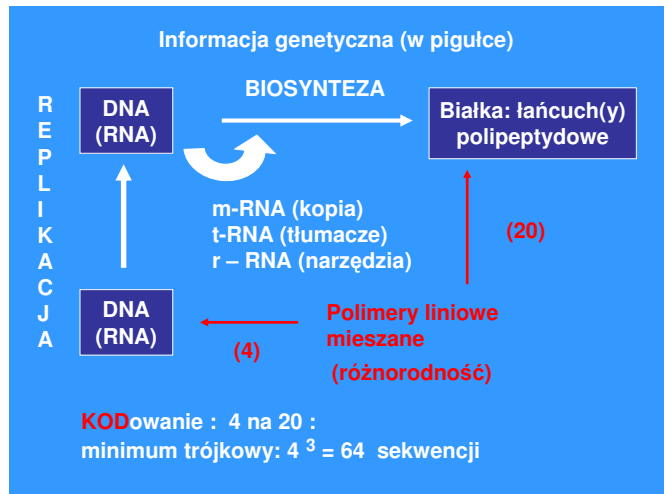 Informacja genetyczna (w pigułce)
R
E
P
L
I
K
A
C
J
A
DNA
(RNA)
BIOSYNTEZA
Białka: łańcuch(y)
polipeptydowe
m-RNA (kopia)
t-RNA (tłumacze)
r – RNA (narzędzia)
(20)
DNA
(RNA)
(4)
Polimery liniowe
mieszane
(różnorodność)
KODowanie : 4 na 20 :
minimum trójkowy: 4 ³ = 64 sekwencji